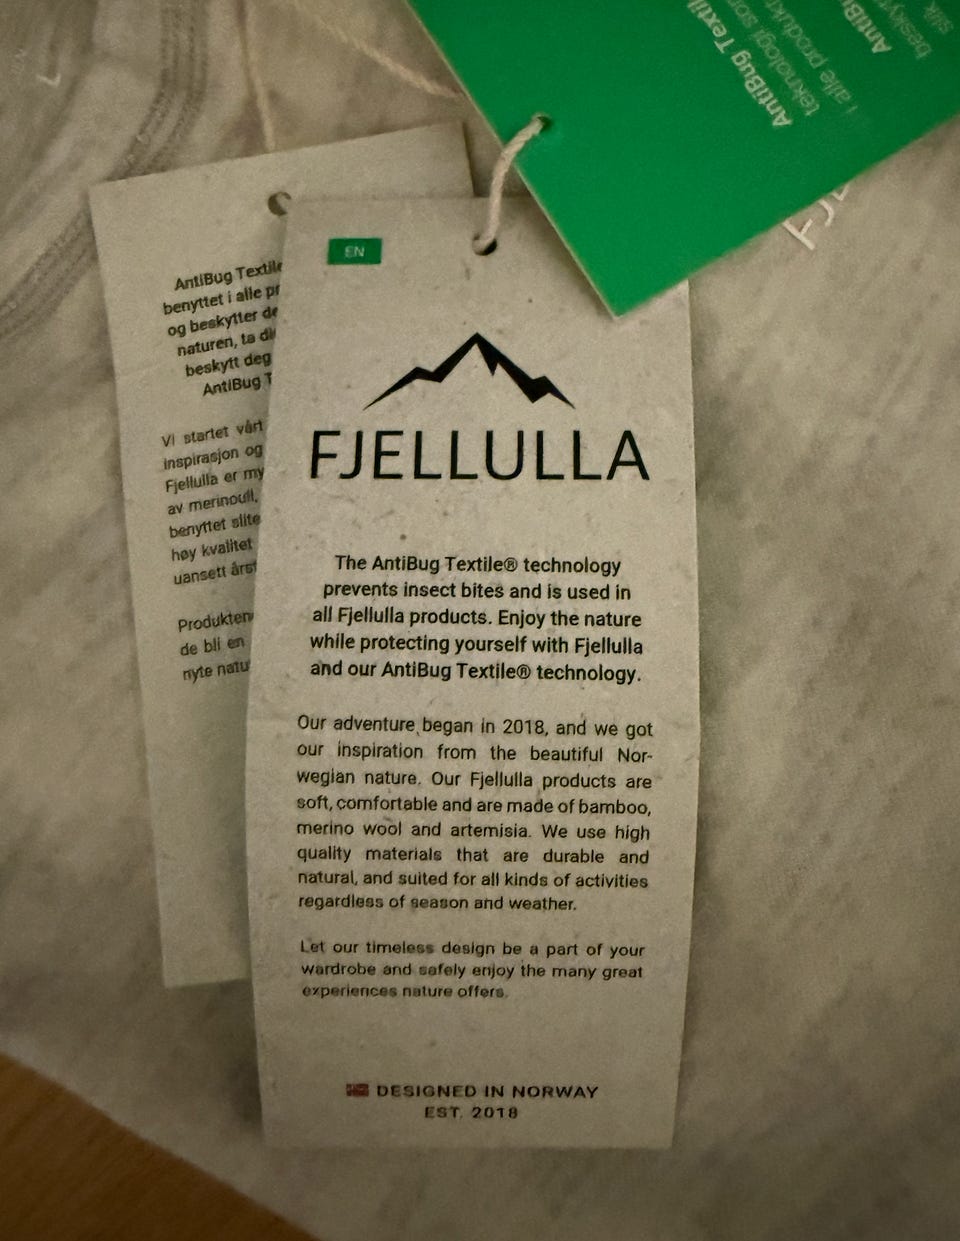 EN
FJELLULLA
The AntiBug Textile® technology
prevents insect bites and is used in
all Fjellulla products. Enjoy the nature
while protecting yourself with Fjellulla
and our AntiBug Textile® technology.
Our adventure began in 2018, and we got
our inspiration from the beautiful Nor-
wegian nature. Our Fjellulla products are
soft, comfortable and are made of bamboo,
merino wool and artemisia. We use high
quality materials that are durable and
natural, and suited for all kinds of activities
regardless of season and weather.
Let our timeless design be a part of your
wardrobe and safely enjoy the many great
experiences nature offers.
DESIGNED IN NORWAY
EST. 2018
AntiBug Textile
benyttet i alle
og beskytter
naturen, ta
beskytt deg
AntiBug
Vi startet vårt
inspirasjon og
Fjellulla er
av merinoull,
benyttet
høy kvalitet
uansett
de bli en
nyte
AntiBug
teknologi
i alle
AntiBu